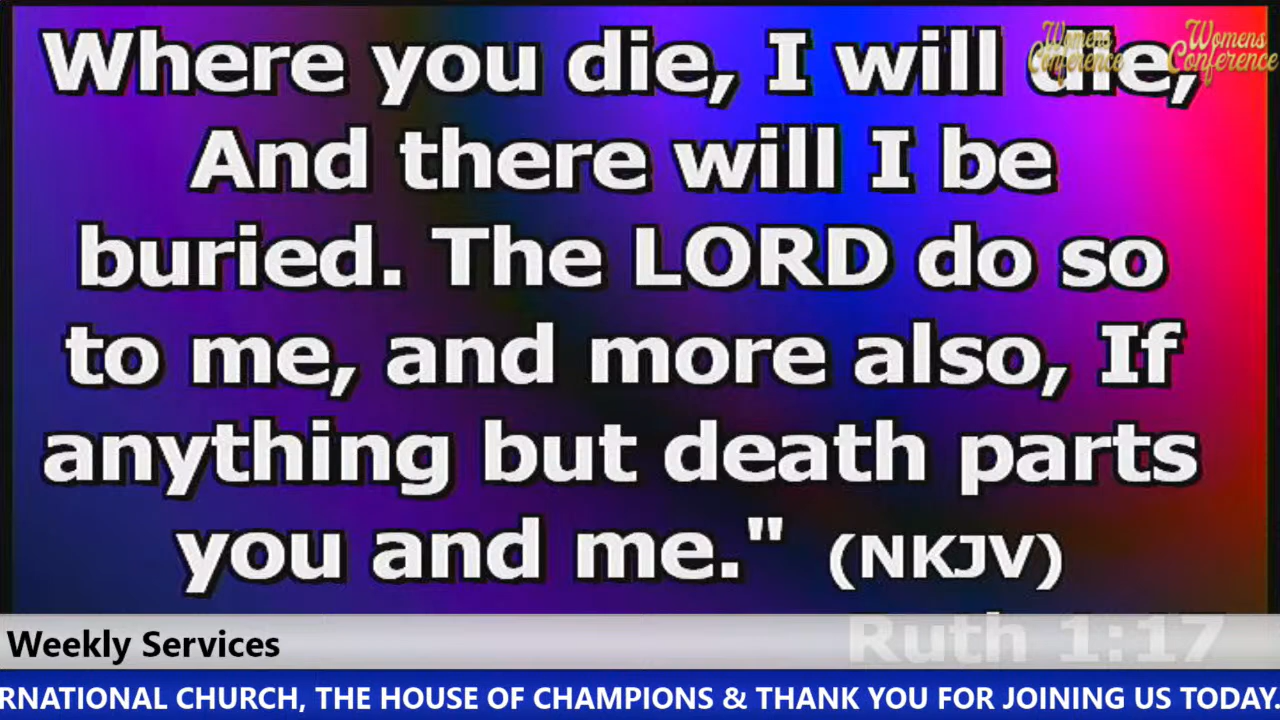 Where you die, I will die,
Womens
Conference
Womens
Conference
And there will I be
buried. The LORD do so
to me, and more also, If
anything but death parts
you and me." (NKJV)
Ruth 1:17
Weekly Services
RNATIONAL CHURCH, THE HOUSE OF CHAMPIONS & THANK YOU FOR JOINING US TODAY.